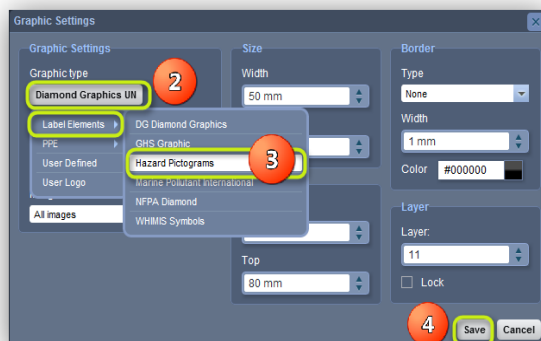 Graphic Settings
Graphic Settings
Graphic type
Diamond Graphics UN
2
Label Elements
PPE
User Defined
User Logo
DG Diamond Graphics
GHS Graphic
Hazard Pictograms
3
Marine Pollutant International
NFPA Diamond
WHIMIS Symbols
All images
Size
Width
50 mm
Top
80 mm
Border
Type
None
Width
1 mm
Color
#000000
Layer
Layer:
11
Lock
4
Save
Cancel